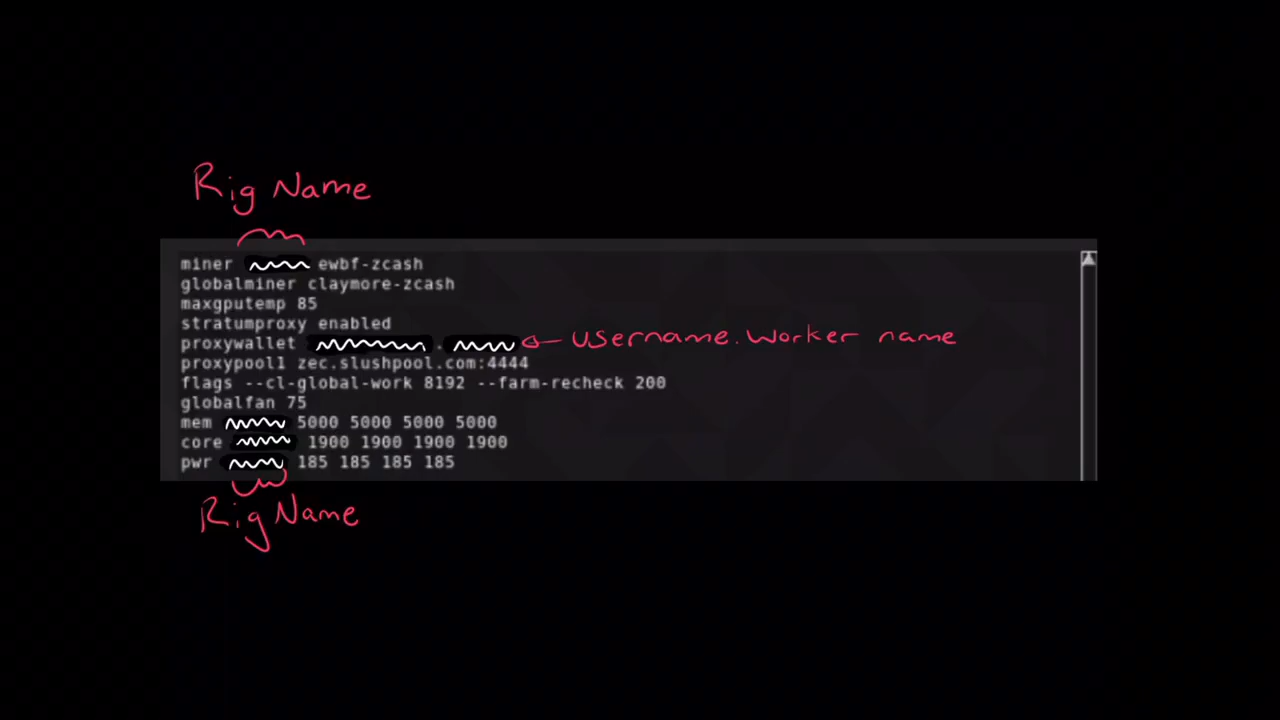 Rig Name
miner ewbf-zcash
globalminer claymore-zcash
maxgputemp 85
stratumproxy enabled
proxywallet . username.Worker name
proxypool1 zec.slushpool.com:4444
flags --cl-global-work 8192 --farm-recheck 200
globalfan 75
mem 5000 5000 5000 5000
core 1900 1900 1900 1900
pwr 185 185 185 185
Rig Name